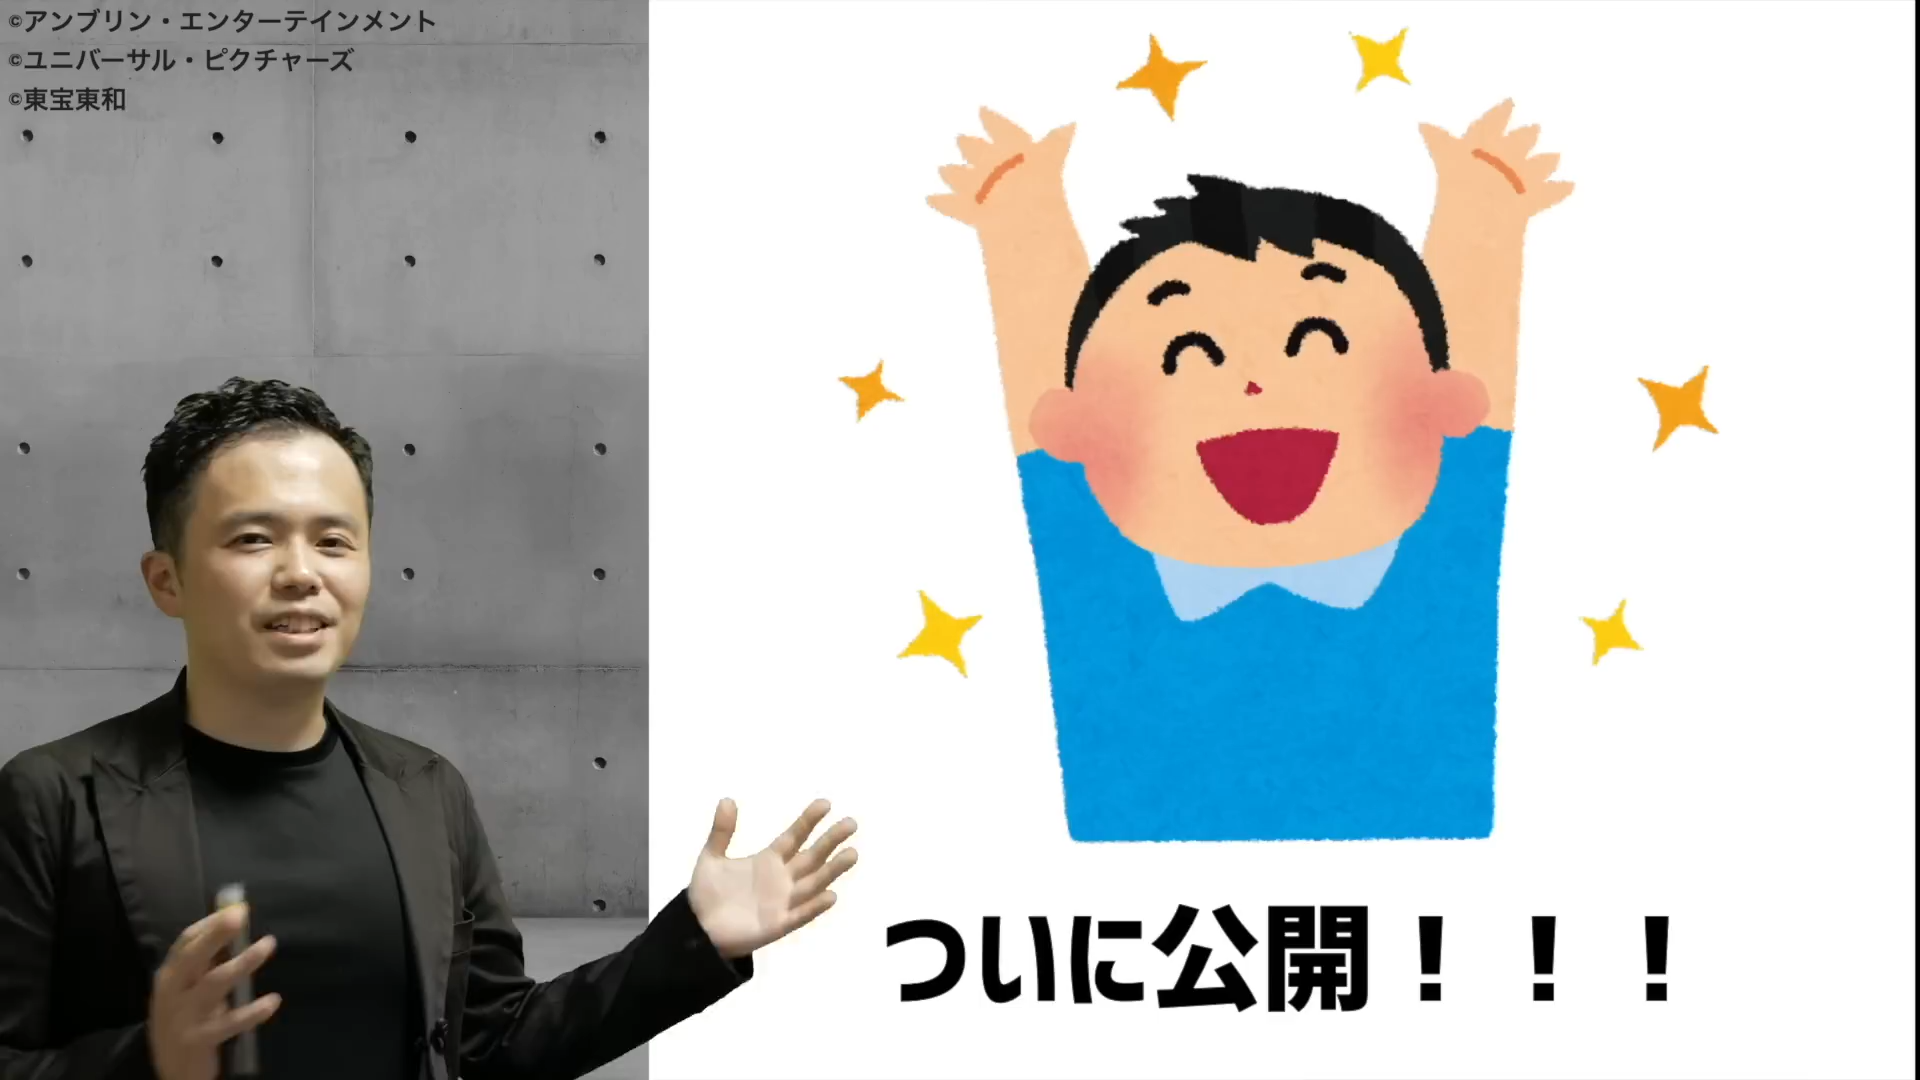 ©アンブリン・エンターテインメント
©ユニバーサル・ピクチャーズ
©東宝東和
ついに公開！！！